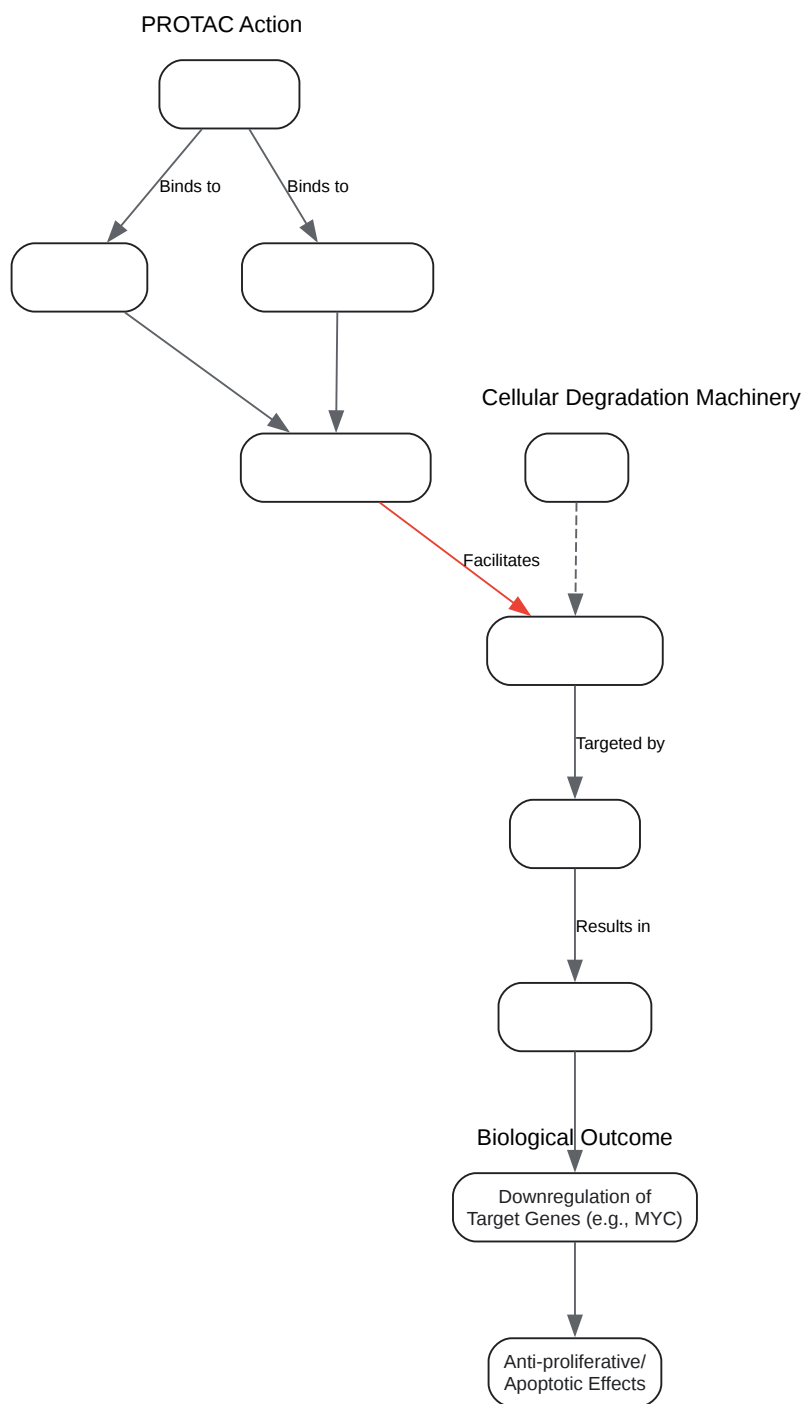 PROTAC Action
Binds to
Binds to
Cellular Degradation Machinery
Facilitates
Targeted by
Results in
Biological Outcome
Downregulation of
Target Genes (e.g., MYC)
Anti-proliferative/
Apoptotic Effects